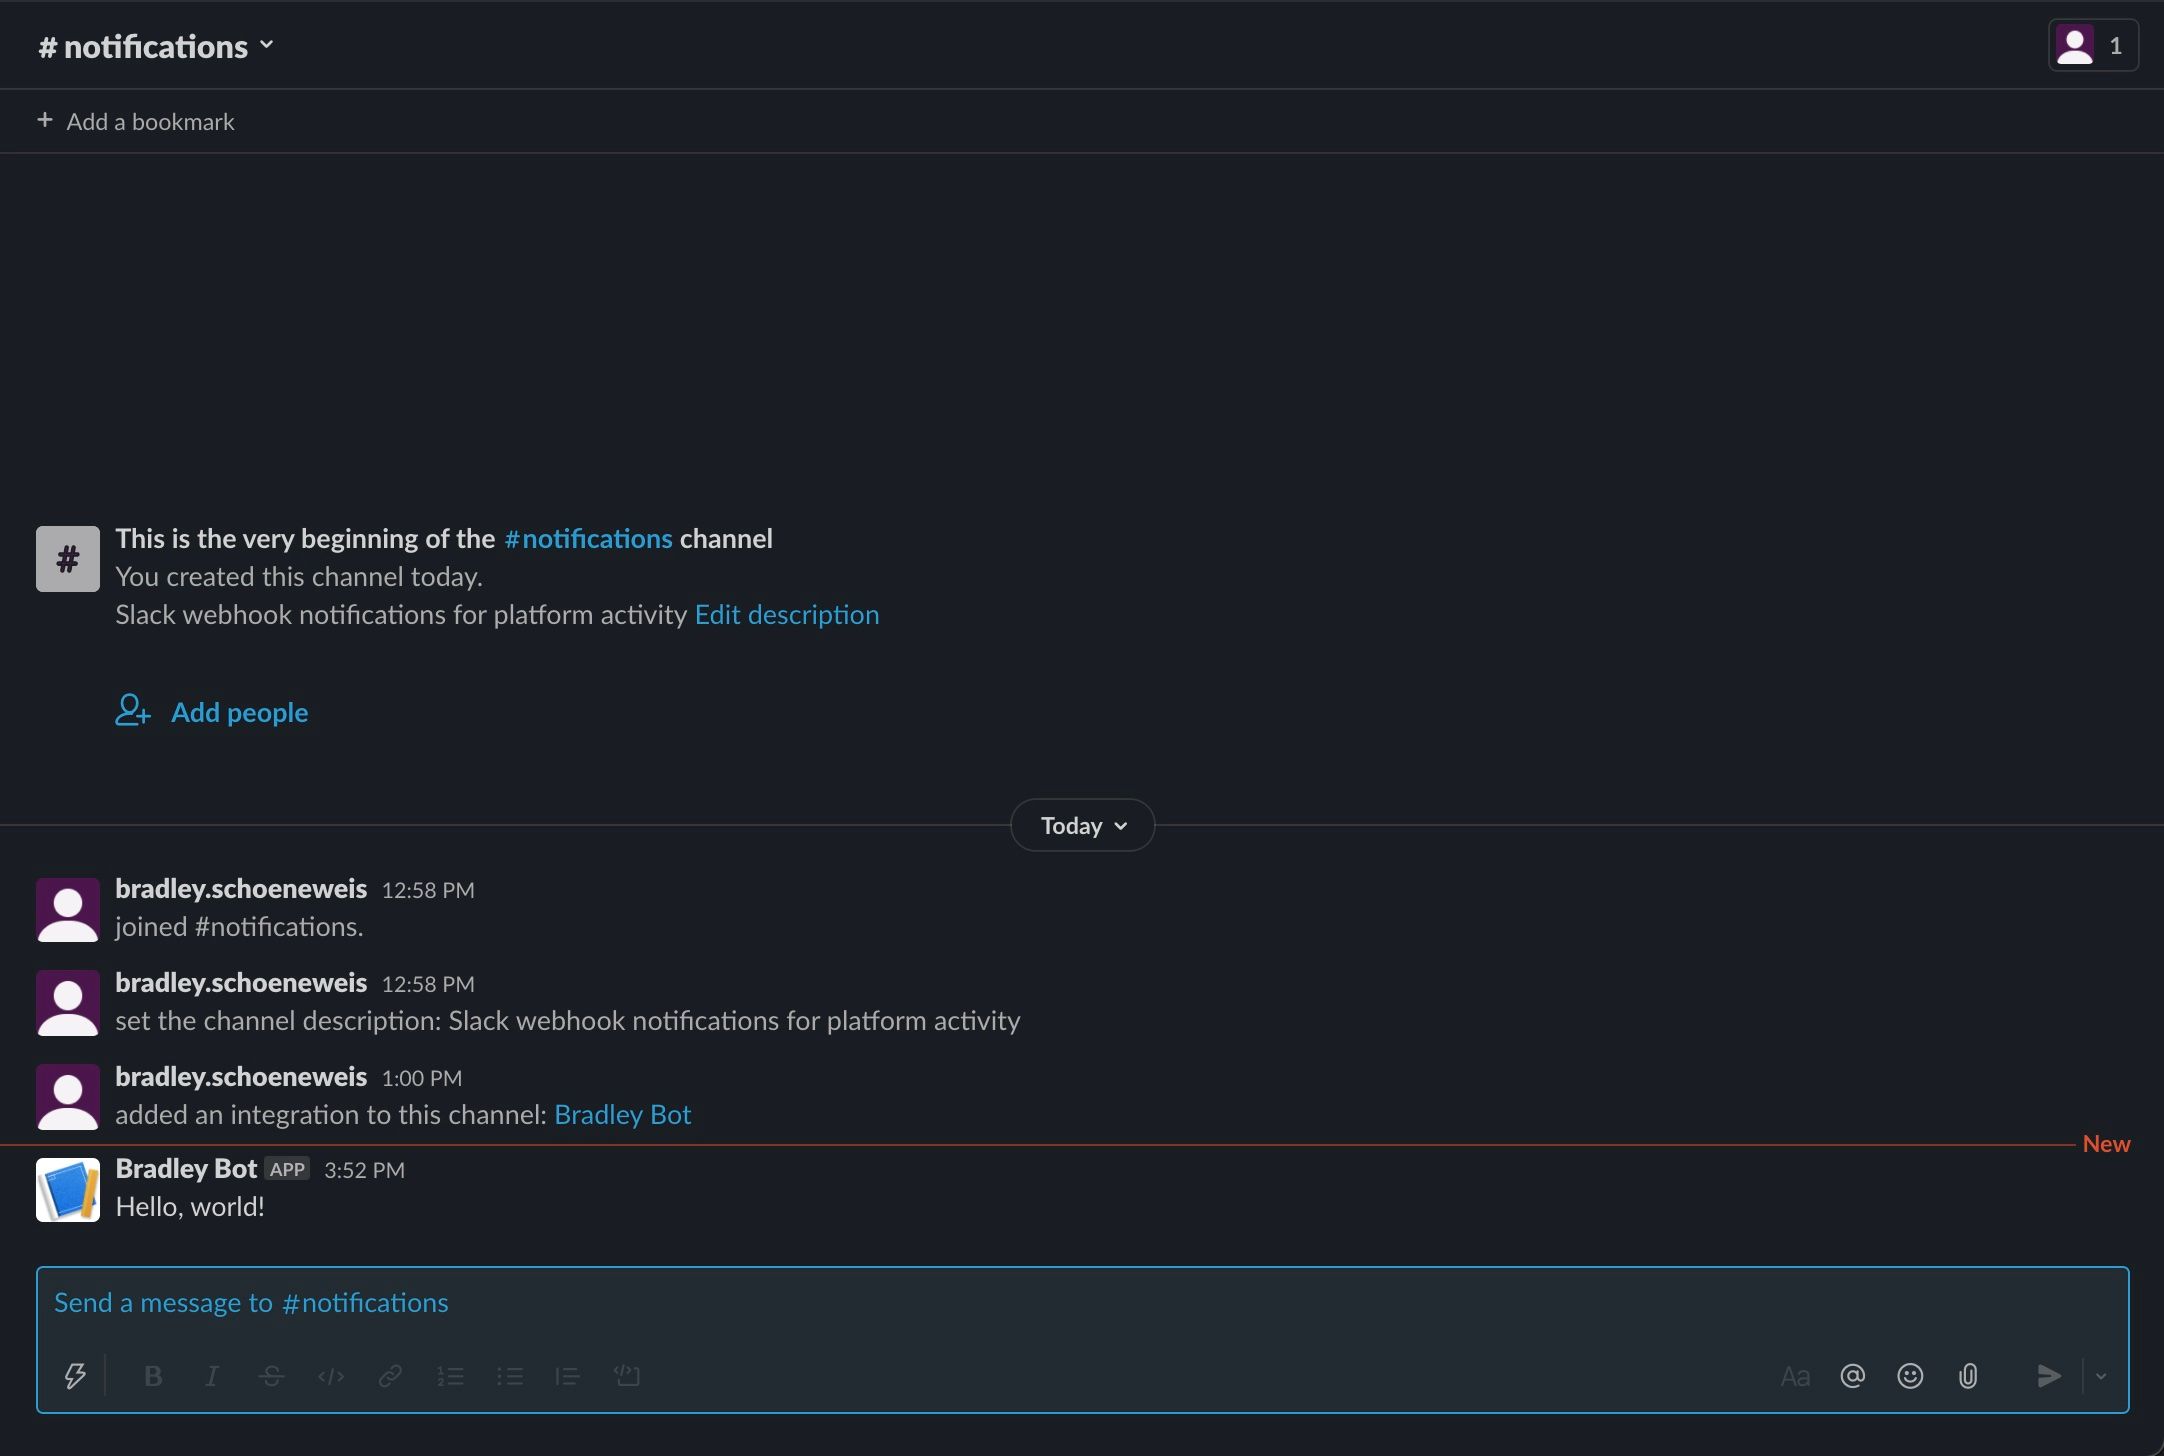 # notifications
1
+ Add a bookmark
This is the very beginning of the #notifications channel
You created this channel today.
Slack webhook notifications for platform activity Edit description
Add people
Today
bradley.schoeneweis 12:58 PM
joined #notifications.
bradley.schoeneweis 12:58 PM
set the channel description: Slack webhook notifications for platform activity
bradley.schoeneweis 1:00 PM
added an integration to this channel: Bradley Bot
New
Bradley Bot APP 3:52 PM
Hello, world!
Send a message to #notifications
B I S </> Aa @